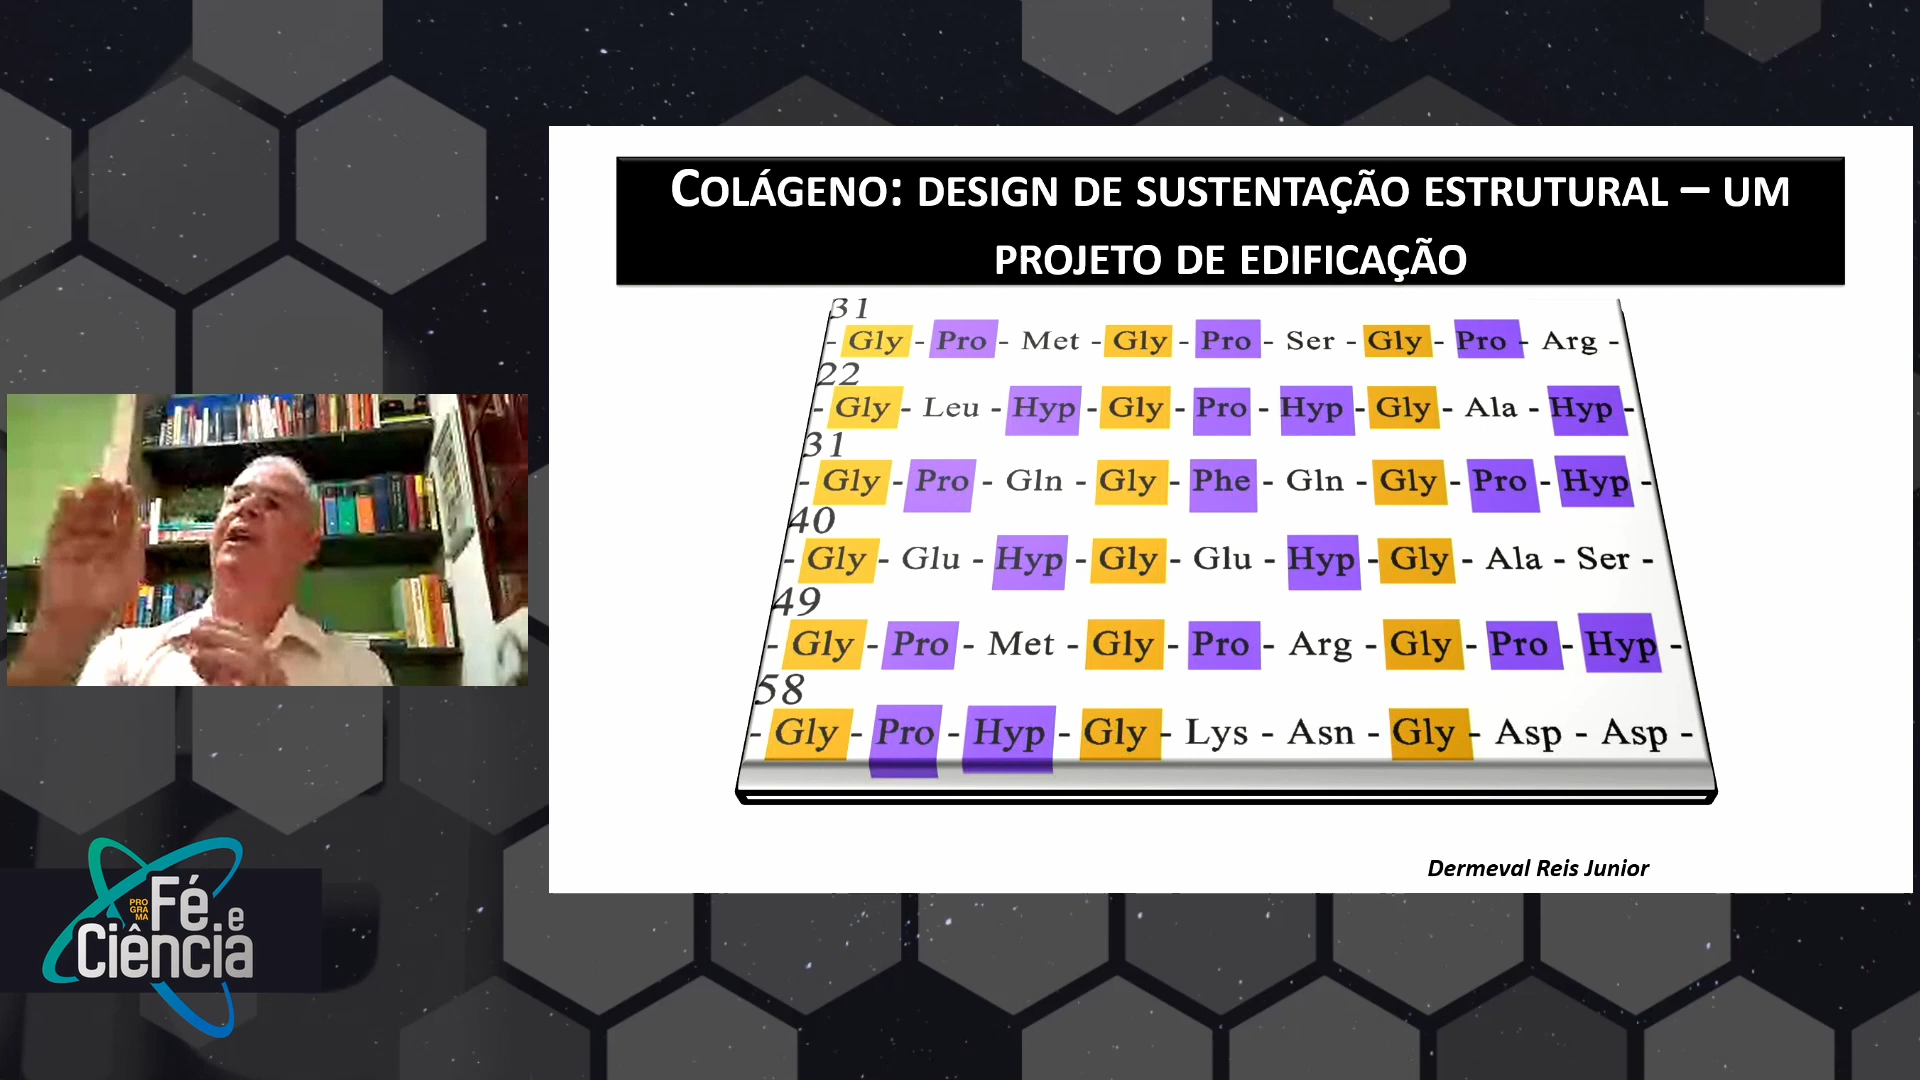 COLÁGENO: DESIGN DE SUSTENTAÇÃO ESTRUTURAL – UM
PROJETO DE EDIFICAÇÃO
31
- Gly - Pro - Met - Gly - Pro - Ser - Gly - Pro - Arg -
22
- Gly - Leu - Hyp - Gly - Pro - Hyp - Gly - Ala - Hyp -
31
- Gly - Pro - Gln - Gly - Phe - Gln - Gly - Pro - Hyp -
40
- Gly - Glu - Hyp - Gly - Glu - Hyp - Gly - Ala - Ser -
49
- Gly - Pro - Met - Gly - Pro - Arg - Gly - Pro - Hyp -
58
- Gly - Pro - Hyp - Gly - Lys - Asn - Gly - Asp - Asp -
Dermeval Reis Junior
PRO
GRA
MA
Fé e
Ciência